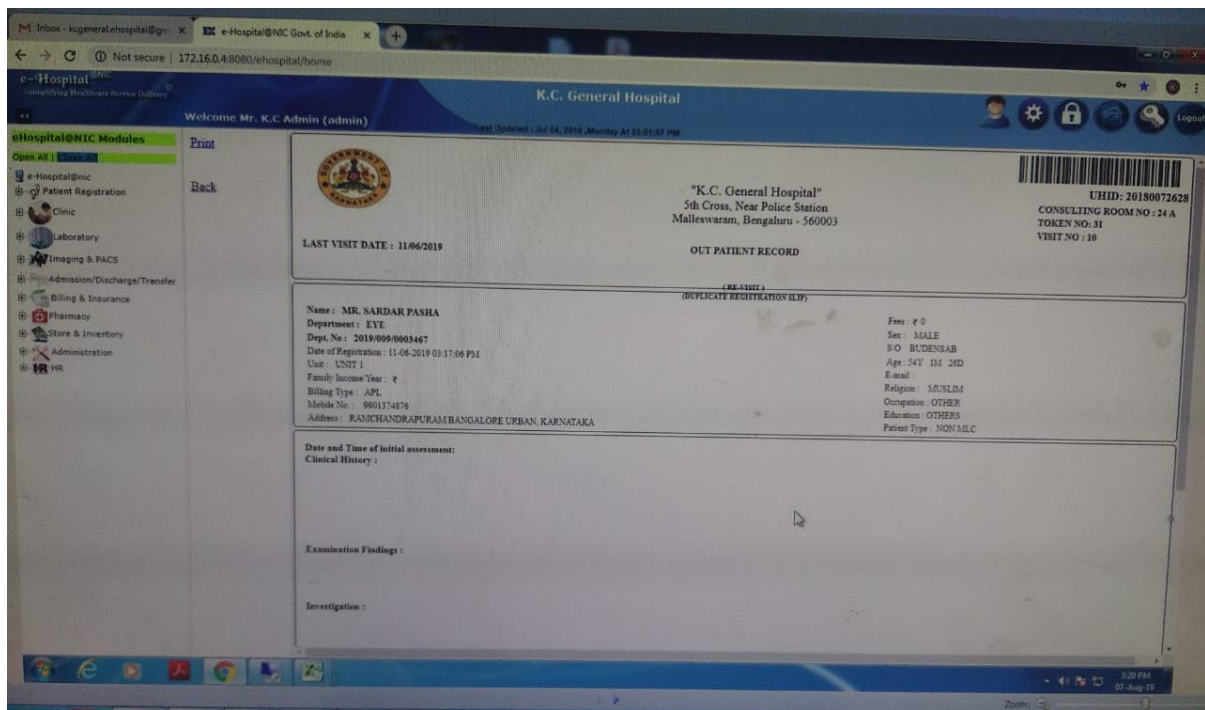 Inbox - kcgeneral.ehospital@gm
e-Hospital@NIC Govt. of India
Not secure | 172.16.0.4:8080/ehospital/home
e-Hospital@NIC
K.C. General Hospital
Welcome Mr. K.C Admin (admin)
Logout
eHospital@NIC Modules
Open All | Close All
e-Hospital@nic
Patient Registration
Clinic
Laboratory
Imaging & PACS
Admission/Discharge/Transfer
Billing & Insurance
Pharmacy
Store & Inventory
Administration
HR HR
Print
Back
GOVERNMENT OF KARNATAKA
"K.C. General Hospital"
5th Cross, Near Police Station
Malleswaram, Bengaluru - 560003
UHID: 20180072628
CONSULTING ROOM NO : 24 A
TOKEN NO: 31
VISIT NO : 10
LAST VISIT DATE : 11/06/2019
OUT PATIENT RECORD
( RE-VISIT )
(DUPLICATE REGISTRATION SLIP)
Name : MR. SARDAR PASHA
Department : EYE
Dept. No : 2019/009/0003467
Date of Registration : 11-06-2019 03:17:06 PM
Unit : UNIT 1
Family Income/Year : ₹
Billing Type : APL
Mobile No. : 9901374876
Address : RAMCHANDRAPURAM BANGALORE URBAN, KARNATAKA
Fees : ₹ 0
Sex : MALE
S/O BUDENSAB
Age : 54Y 1M 26D
E-mail :
Religion : MUSLIM
Occupation : OTHER
Education : OTHERS
Patient Type : NON MLC
Date and Time of initial assessment:
Clinical History :
Examination Findings :
Investigation :
3:20 PM
07-Aug-19
Zoom: